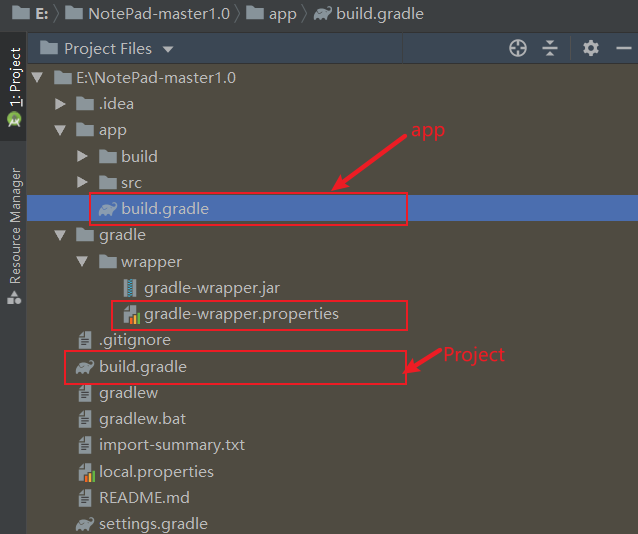 E: NotePad-master1.0 app build.gradle
Project Files
1: Project
Resource Manager
E:\NotePad-master1.0
.idea
app
app
build
src
build.gradle
gradle
wrapper
gradle-wrapper.jar
gradle-wrapper.properties
.gitignore
Project
build.gradle
gradlew
gradlew.bat
import-summary.txt
local.properties
README.md
settings.gradle